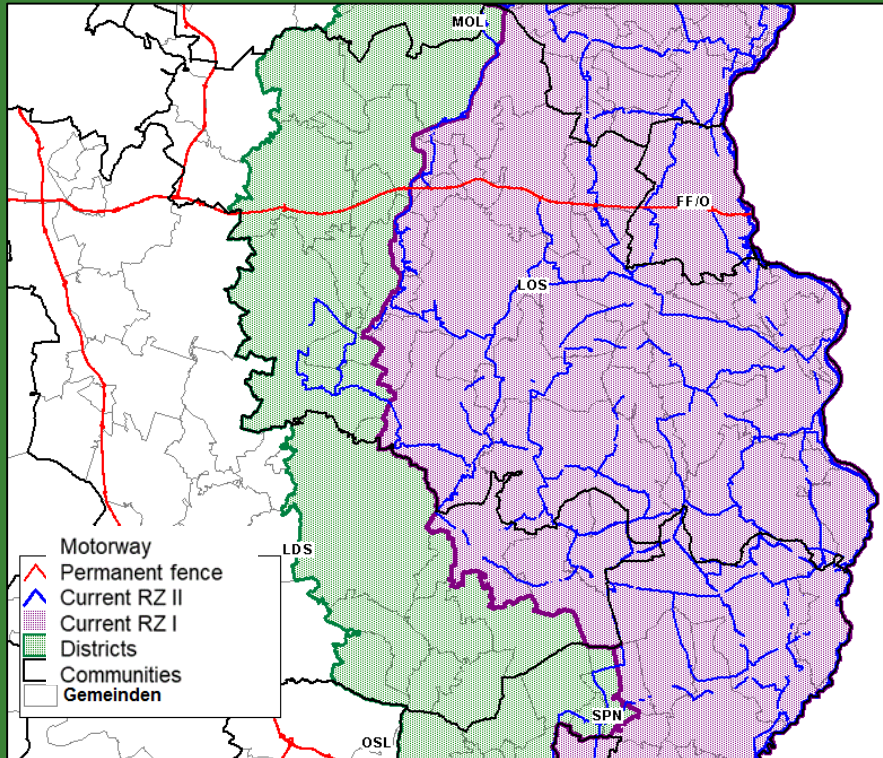 MOL
FF/O
LOS
LDS
SPN
OSL
Motorway
Permanent fence
Current RZ II
Current RZ I
Districts
Communities
Gemeinden